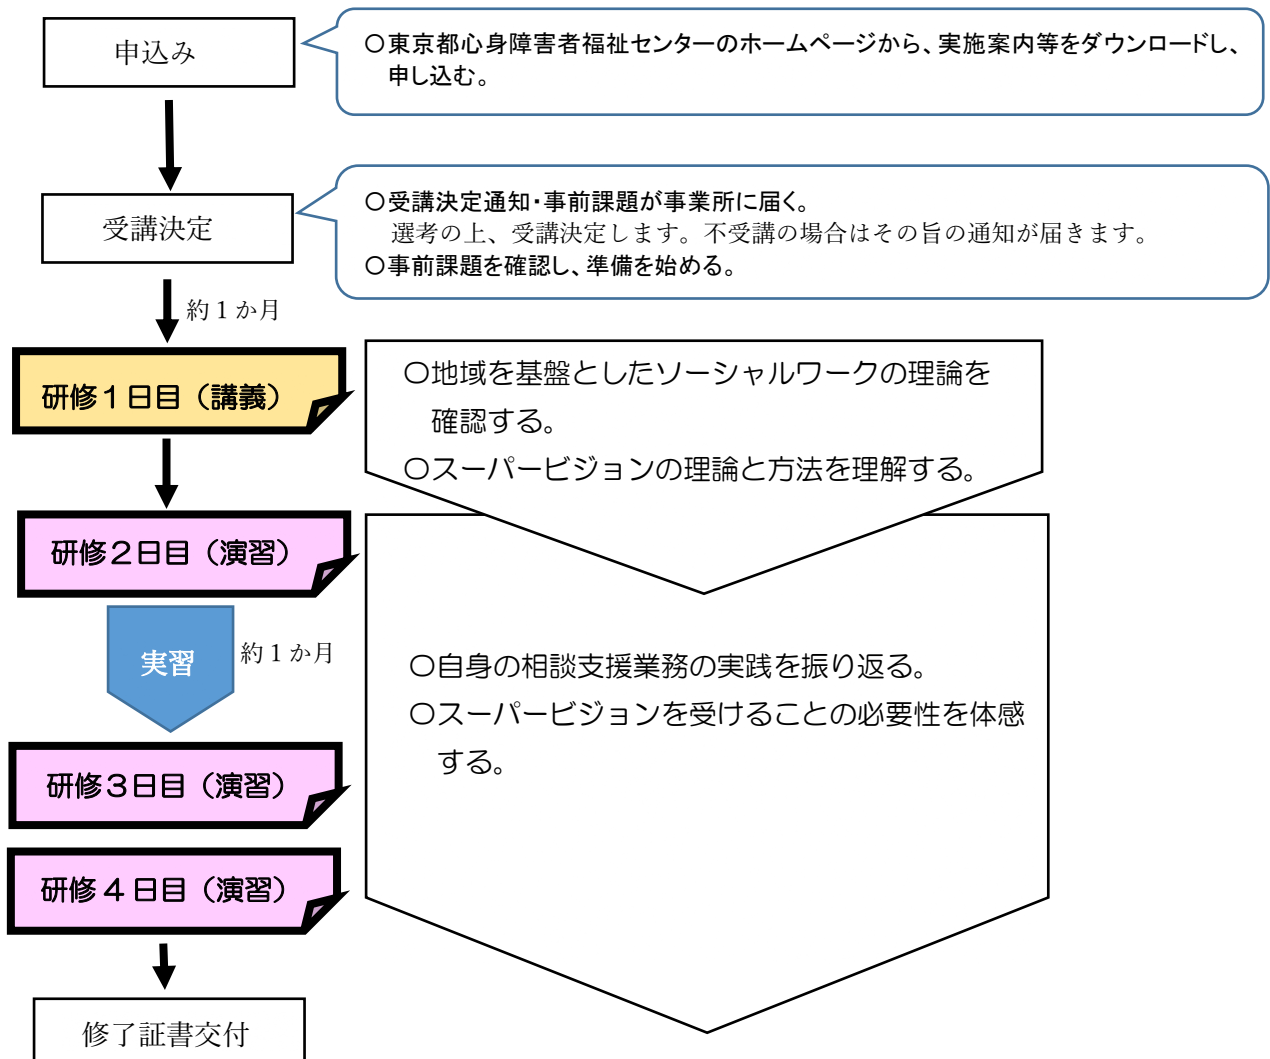 申込み
〇東京都心身障害者福祉センターのホームページから、実施案内等をダウンロードし、
申し込む。
受講決定
〇受講決定通知・事前課題が事業所に届く。
選考の上、受講決定します。不受講の場合はその旨の通知が届きます。
〇事前課題を確認し、準備を始める。
約１か月
研修１日目（講義）
〇地域を基盤としたソーシャルワークの理論を
確認する。
〇スーパービジョンの理論と方法を理解する。
研修２日目（演習）
実習
約１か月
〇自身の相談支援業務の実践を振り返る。
〇スーパービジョンを受けることの必要性を体感
する。
研修３日目（演習）
研修４日目（演習）
修了証書交付